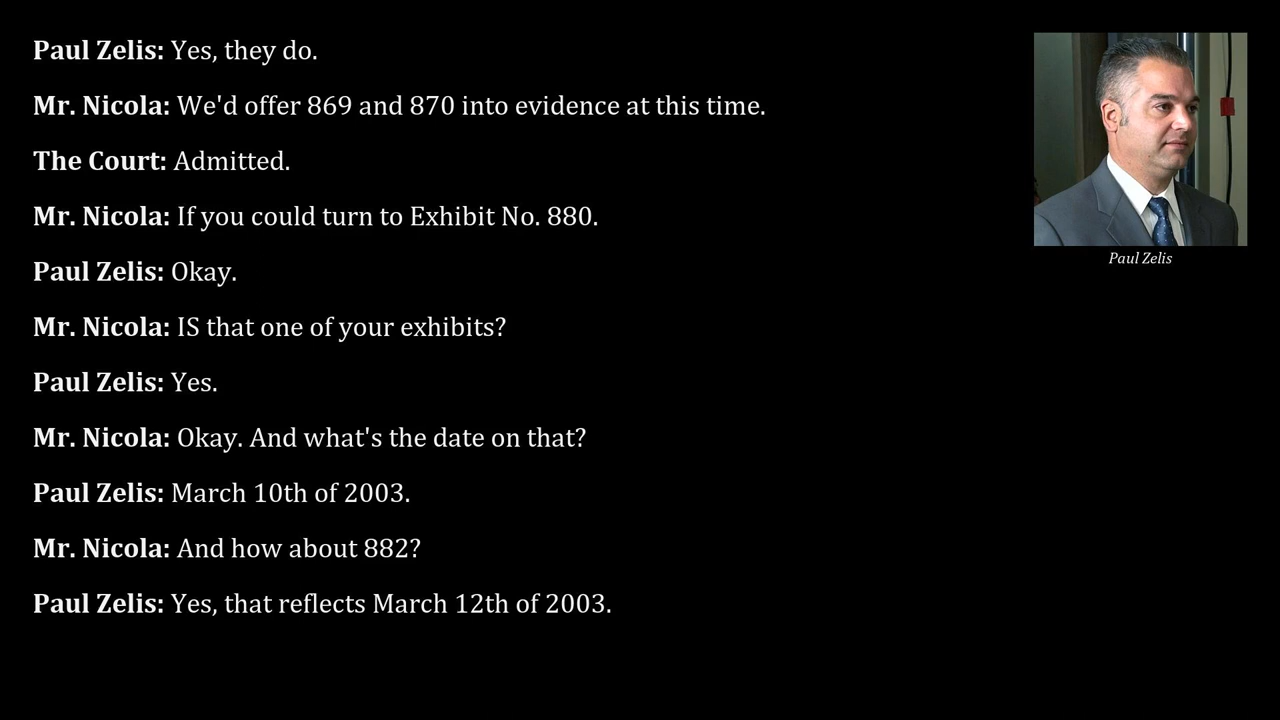 Paul Zelis: Yes, they do.
Mr. Nicola: We'd offer 869 and 870 into evidence at this time.
The Court: Admitted.
Mr. Nicola: If you could turn to Exhibit No. 880.
Paul Zelis: Okay.
Mr. Nicola: IS that one of your exhibits?
Paul Zelis: Yes.
Mr. Nicola: Okay. And what's the date on that?
Paul Zelis: March 10th of 2003.
Mr. Nicola: And how about 882?
Paul Zelis: Yes, that reflects March 12th of 2003.
Paul Zelis